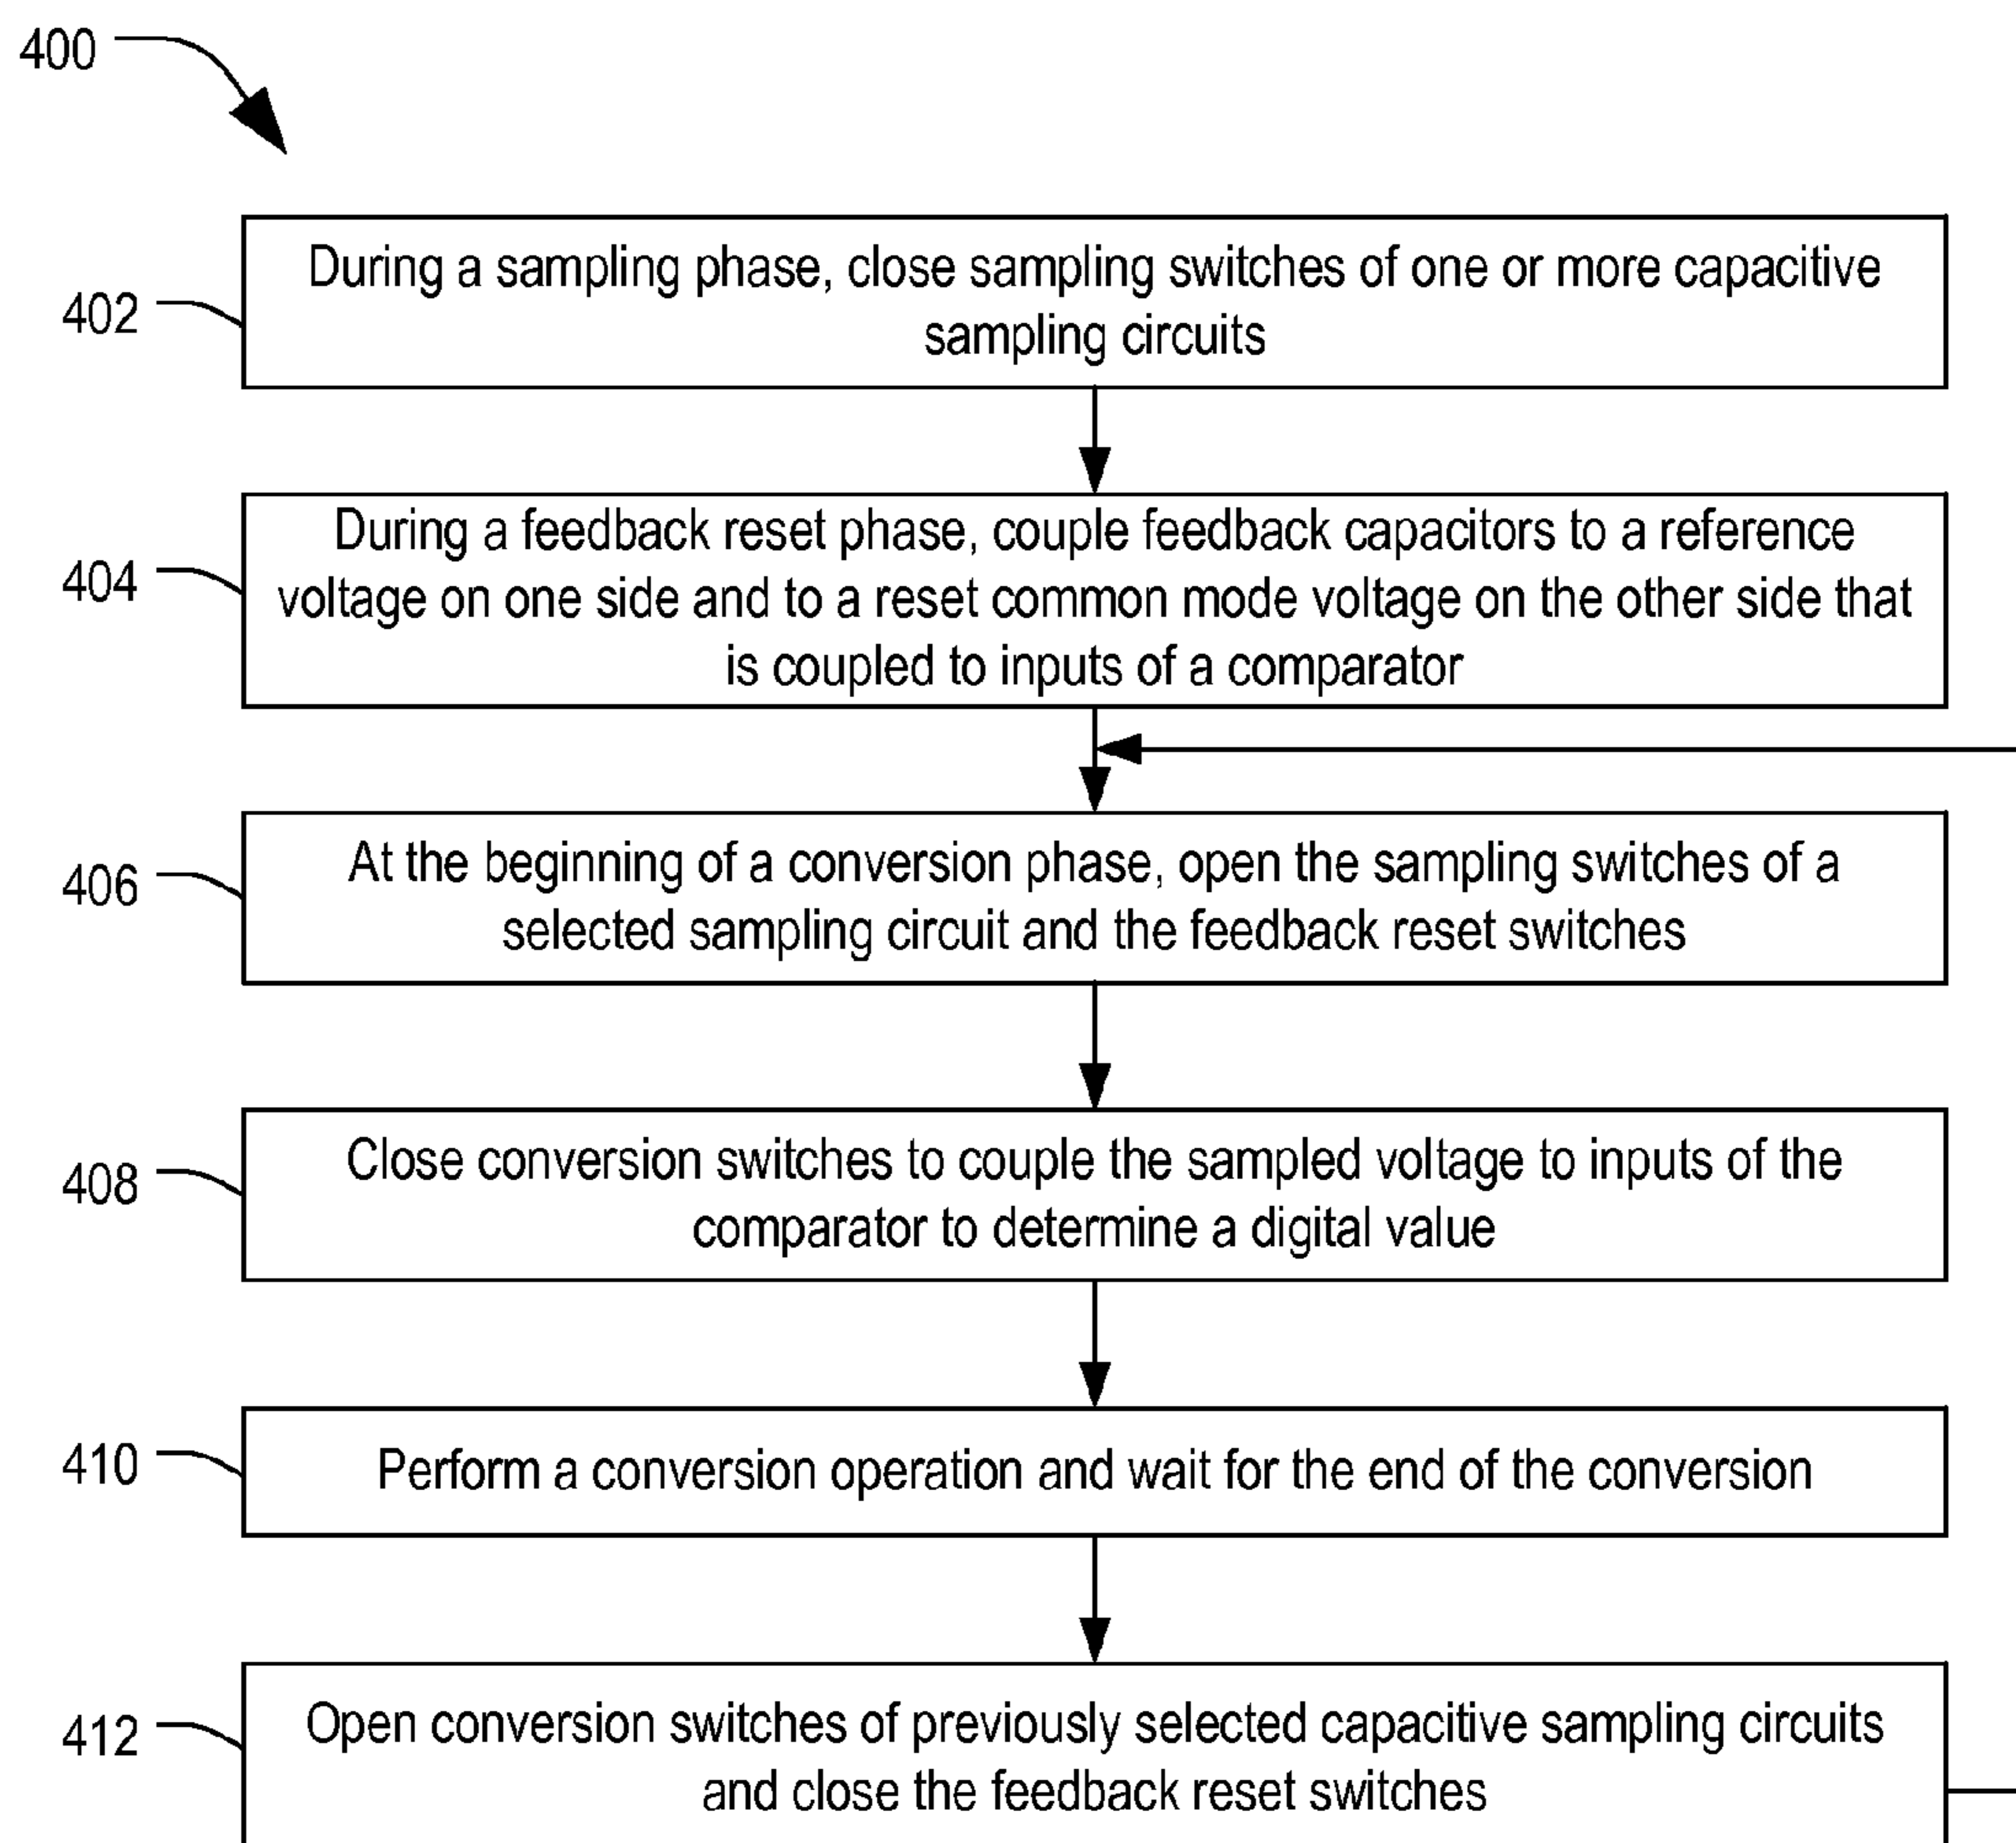 400
402
During a sampling phase, close sampling switches of one or more capacitive
sampling circuits
404
During a feedback reset phase, couple feedback capacitors to a reference
voltage on one side and to a reset common mode voltage on the other side that
is coupled to inputs of a comparator
406
At the beginning of a conversion phase, open the sampling switches of a
selected sampling circuit and the feedback reset switches
408
Close conversion switches to couple the sampled voltage to inputs of the
comparator to determine a digital value
410
Perform a conversion operation and wait for the end of the conversion
412
Open conversion switches of previously selected capacitive sampling circuits
and close the feedback reset switches